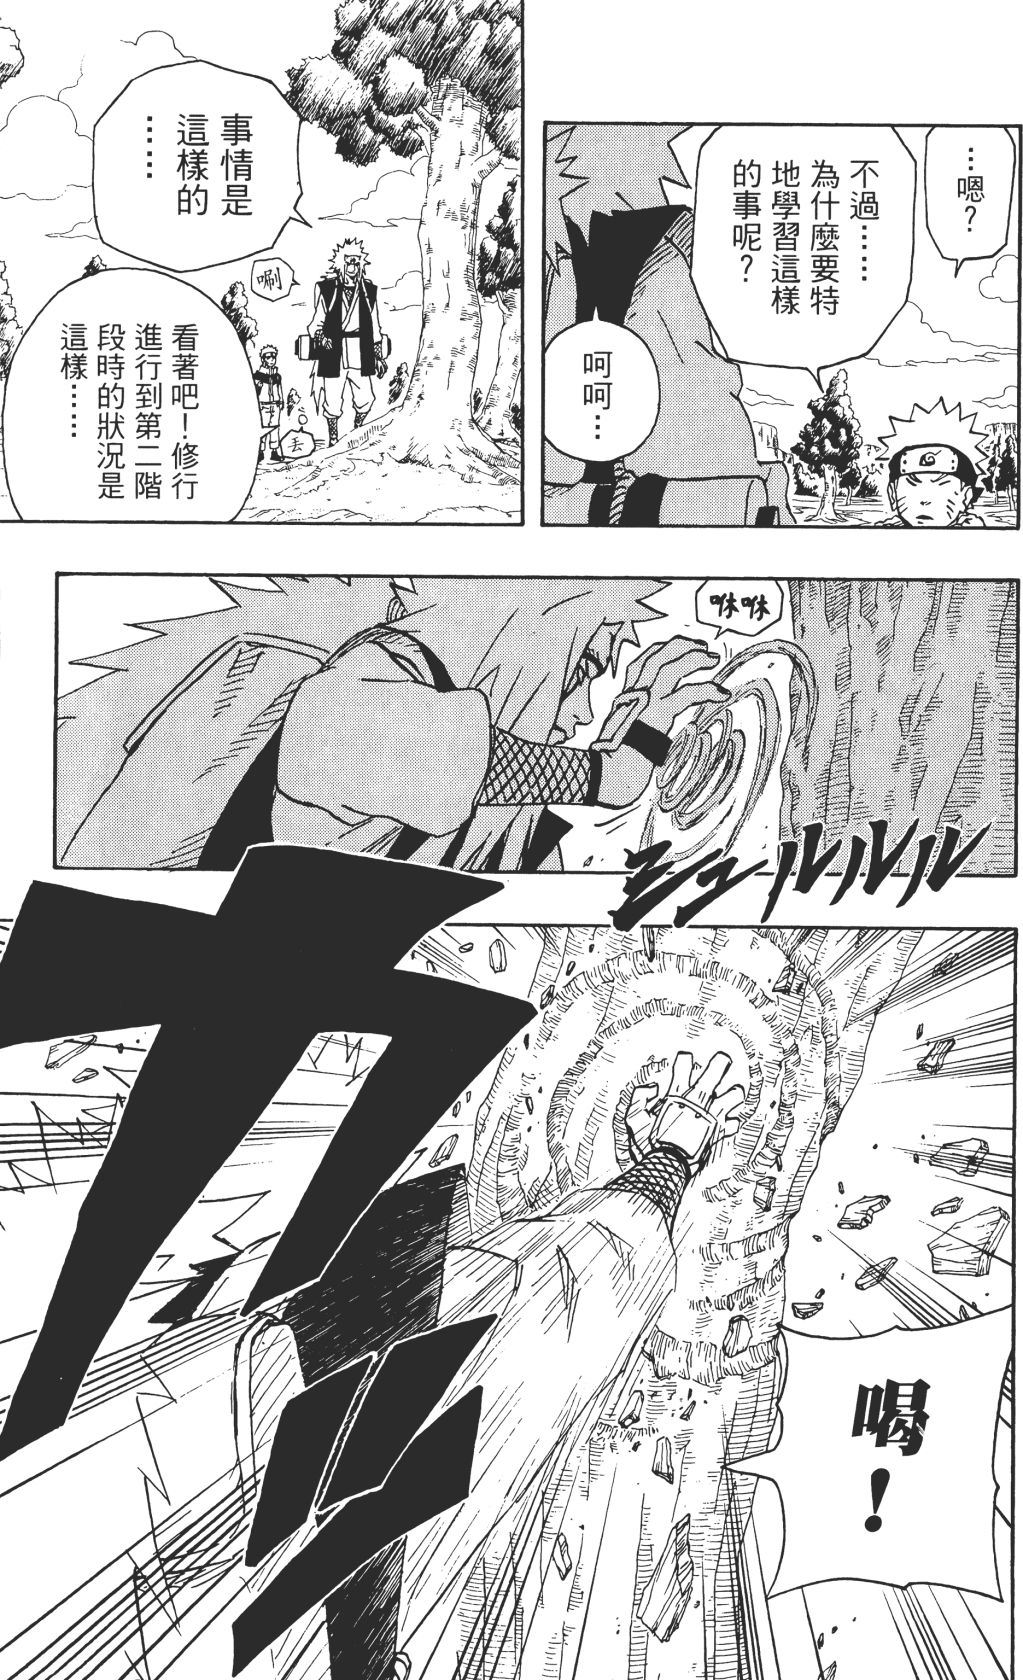 …嗯？
不過……
為什麼要特
地學習這樣
的事呢？
呵呵…
事情是
這樣的
……
唰
丟
看著吧！修行
進行到第二階
段時的狀況是
這樣……
咻咻
シュルルル
喝！